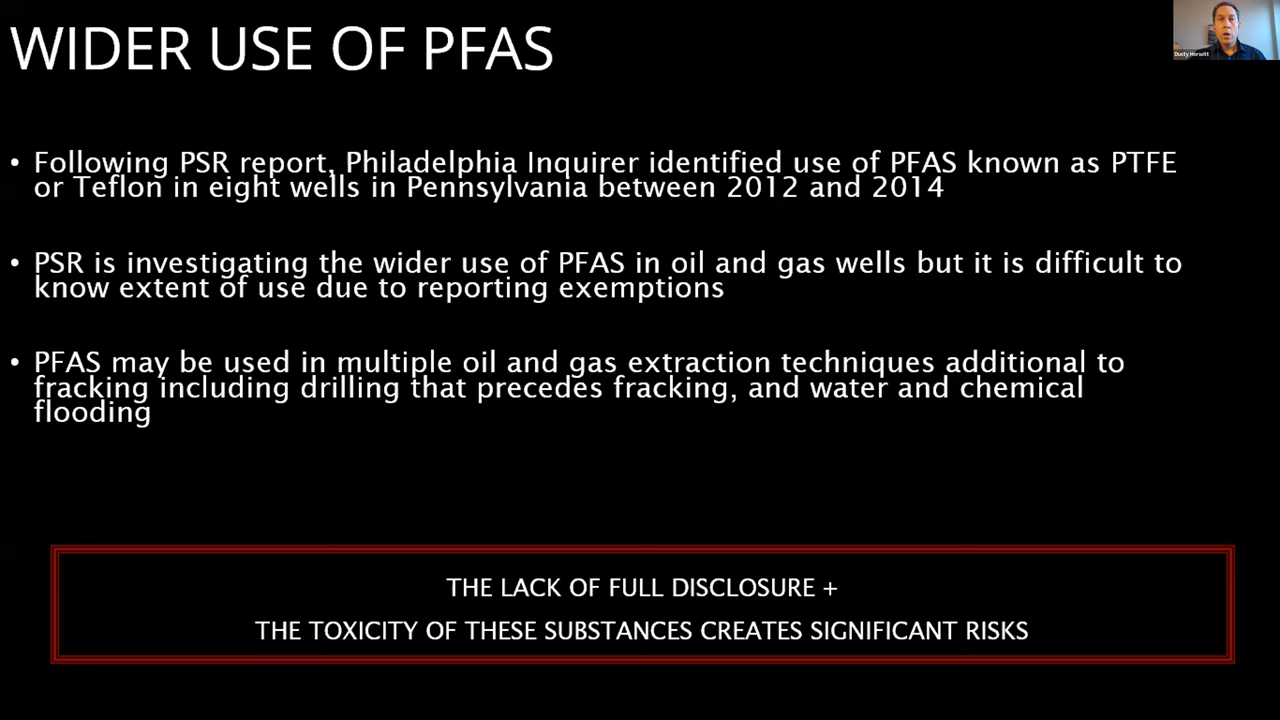 WIDER USE OF PFAS
Dusty Horwitt
• Following PSR report, Philadelphia Inquirer identified use of PFAS known as PTFE
or Teflon in eight wells in Pennsylvania between 2012 and 2014
• PSR is investigating the wider use of PFAS in oil and gas wells but it is difficult to
know extent of use due to reporting exemptions
• PFAS may be used in multiple oil and gas extraction techniques additional to
fracking including drilling that precedes fracking, and water and chemical
flooding
THE LACK OF FULL DISCLOSURE +
THE TOXICITY OF THESE SUBSTANCES CREATES SIGNIFICANT RISKS